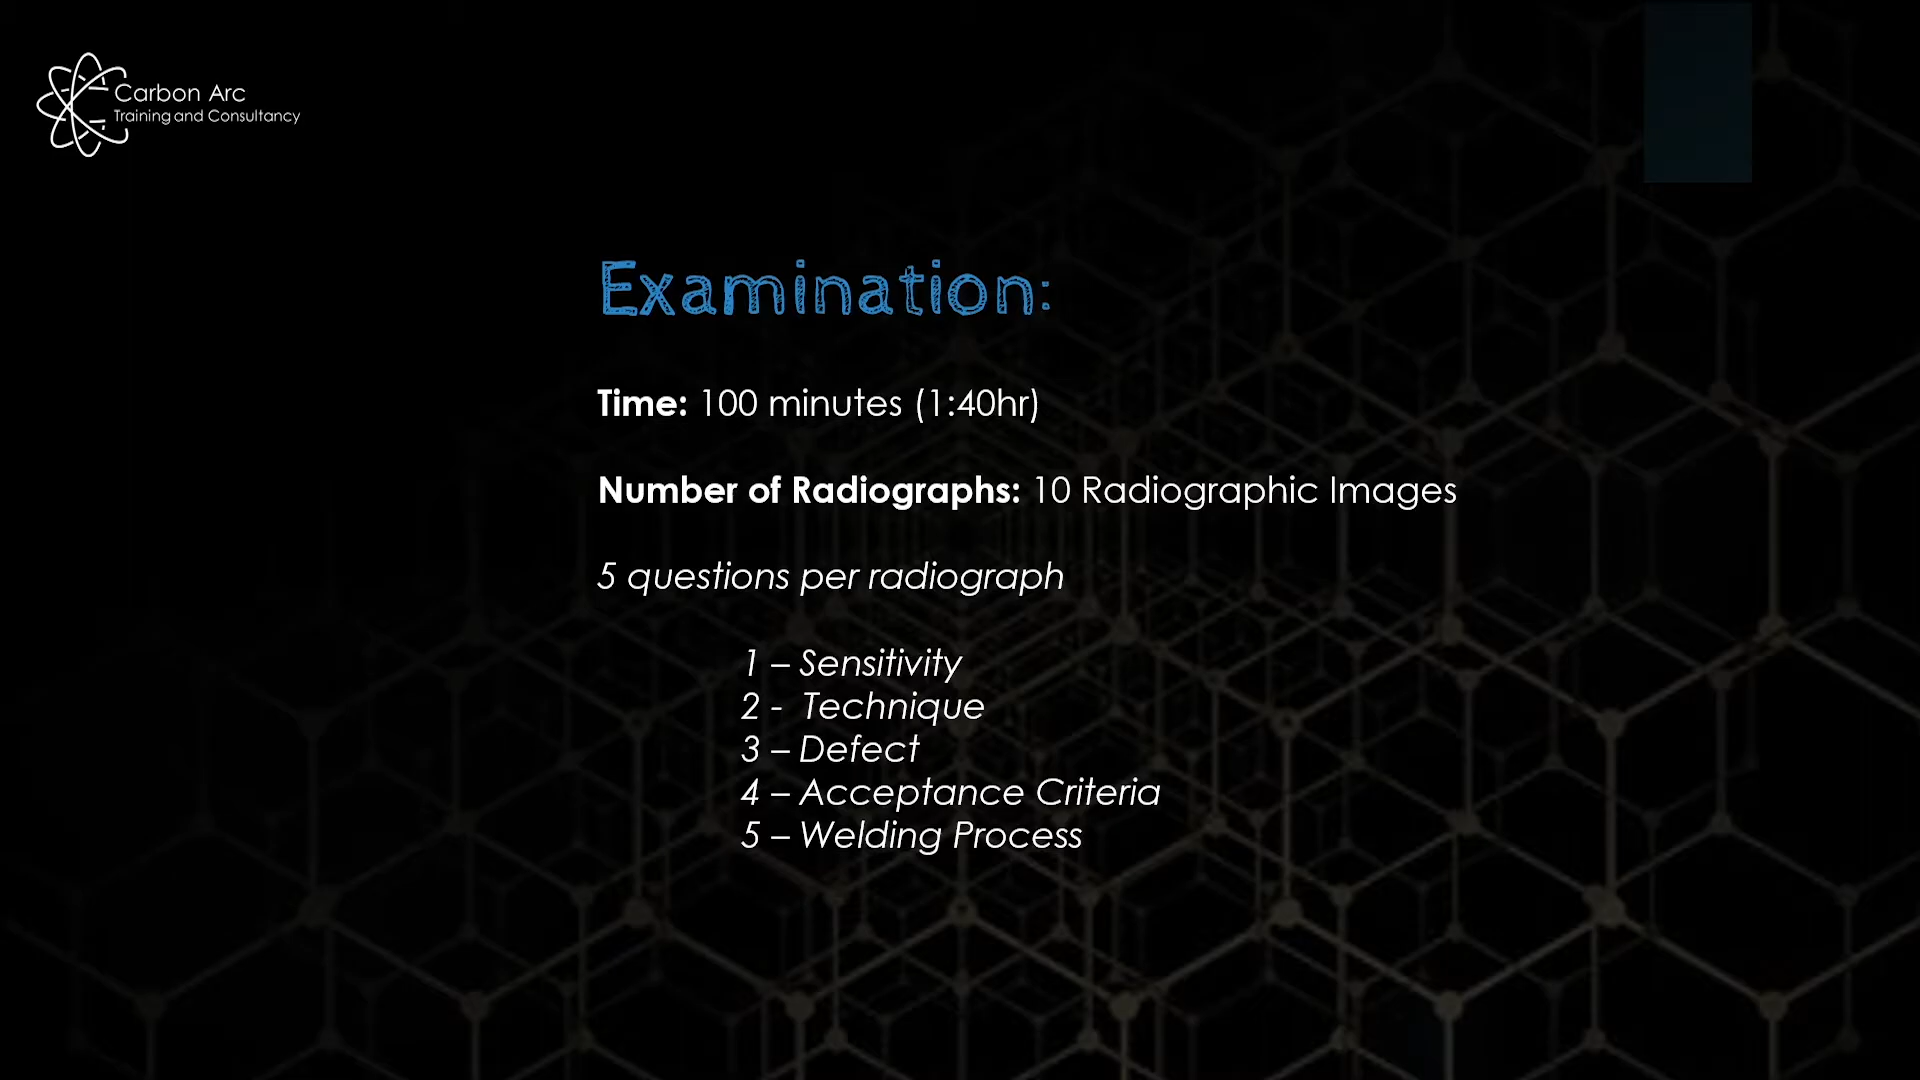 Carbon Arc
Training and Consultancy
Examination:
Time: 100 minutes (1:40hr)
Number of Radiographs: 10 Radiographic Images
5 questions per radiograph
1 – Sensitivity
2 - Technique
3 – Defect
4 – Acceptance Criteria
5 – Welding Process